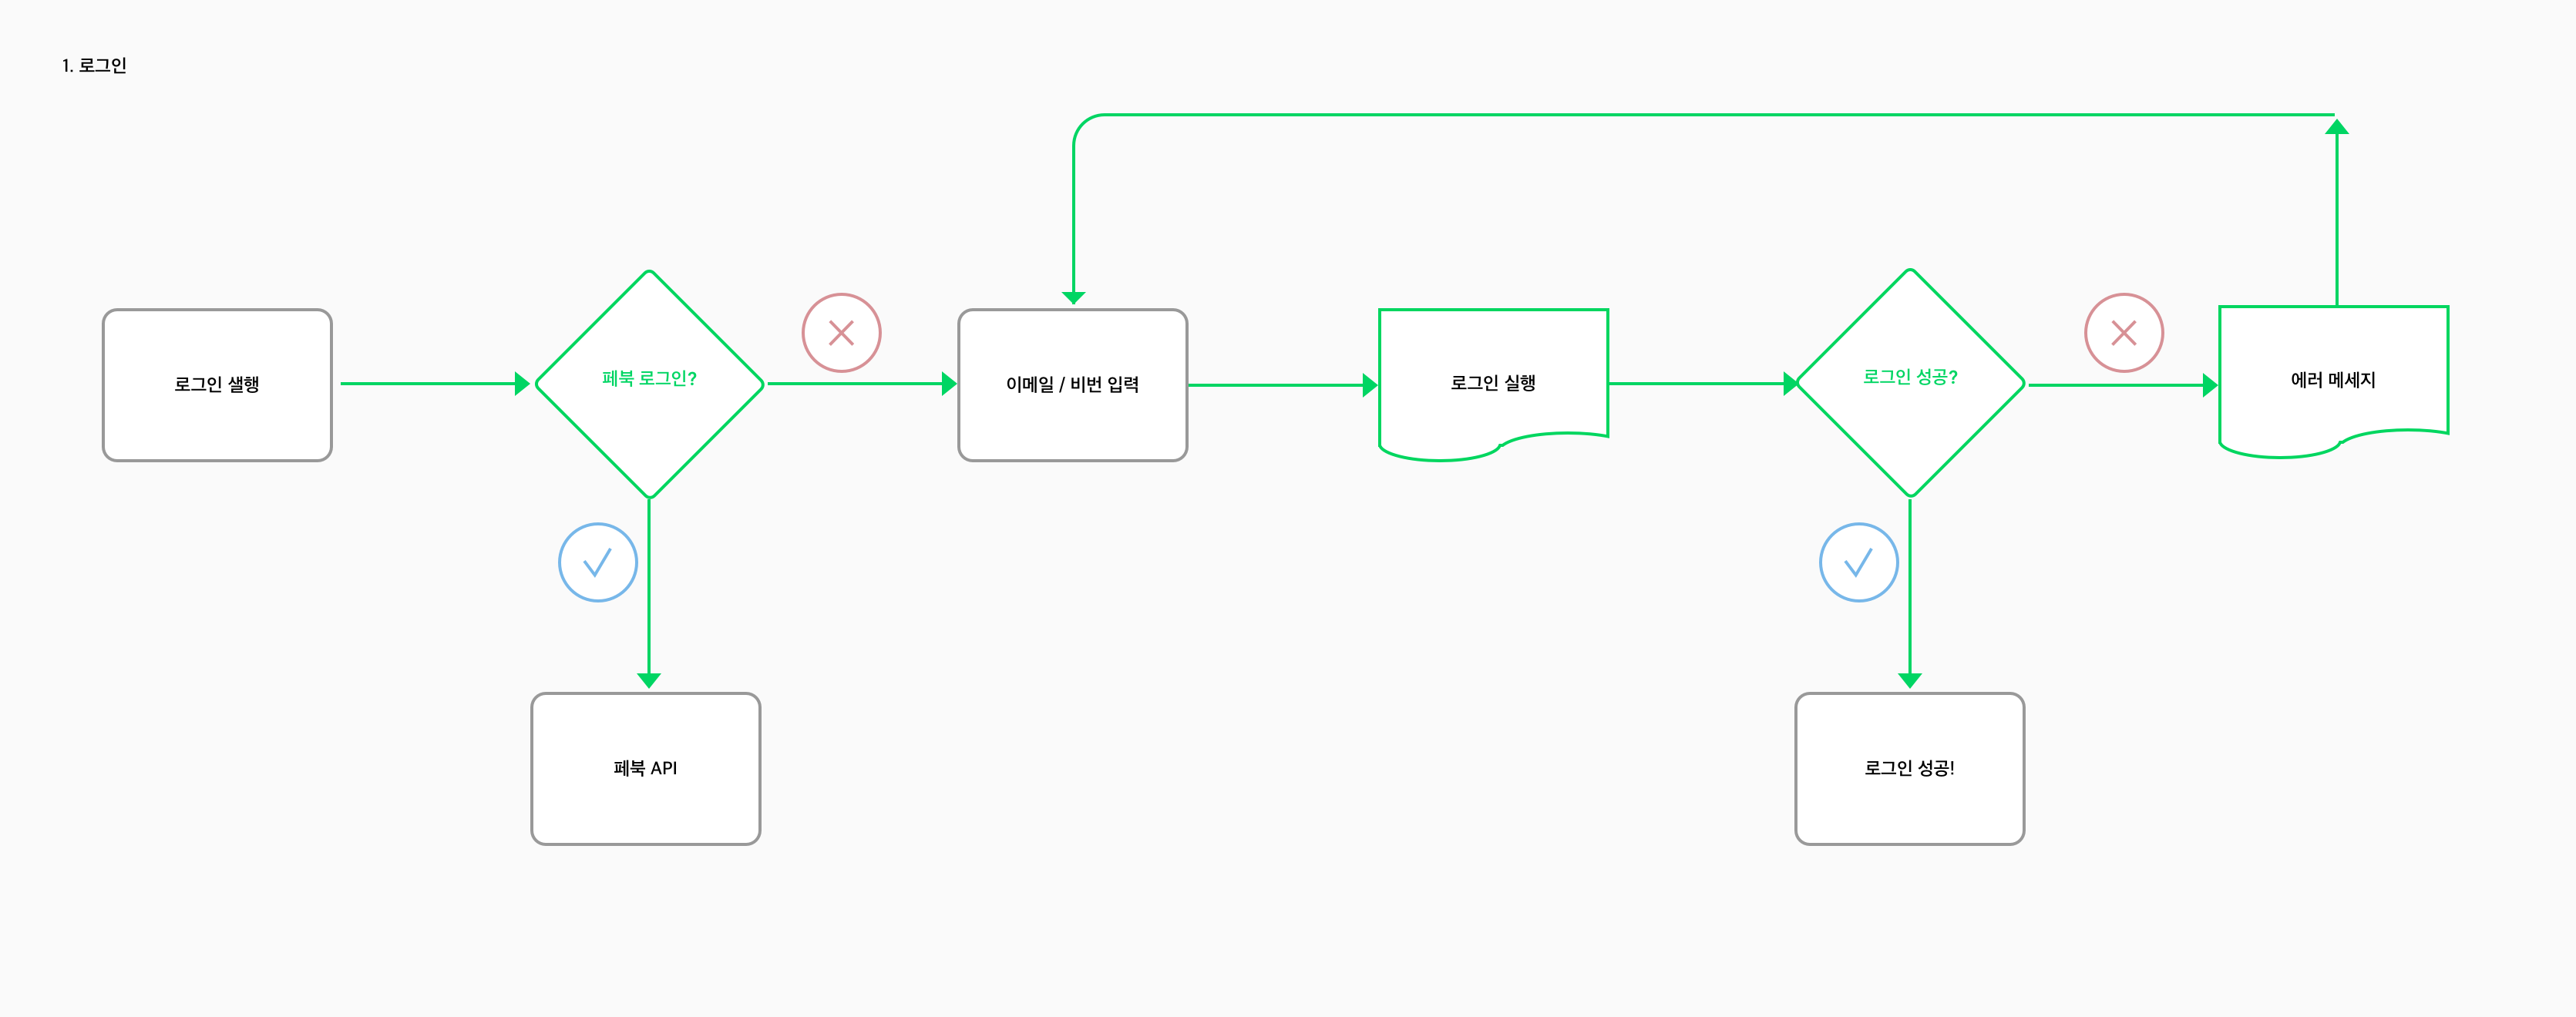 1. 로그인
로그인 샐행
페북 로그인?
이메일 / 비번 입력
로그인 실행
로그인 성공?
에러 메세지
페북 API
로그인 성공!